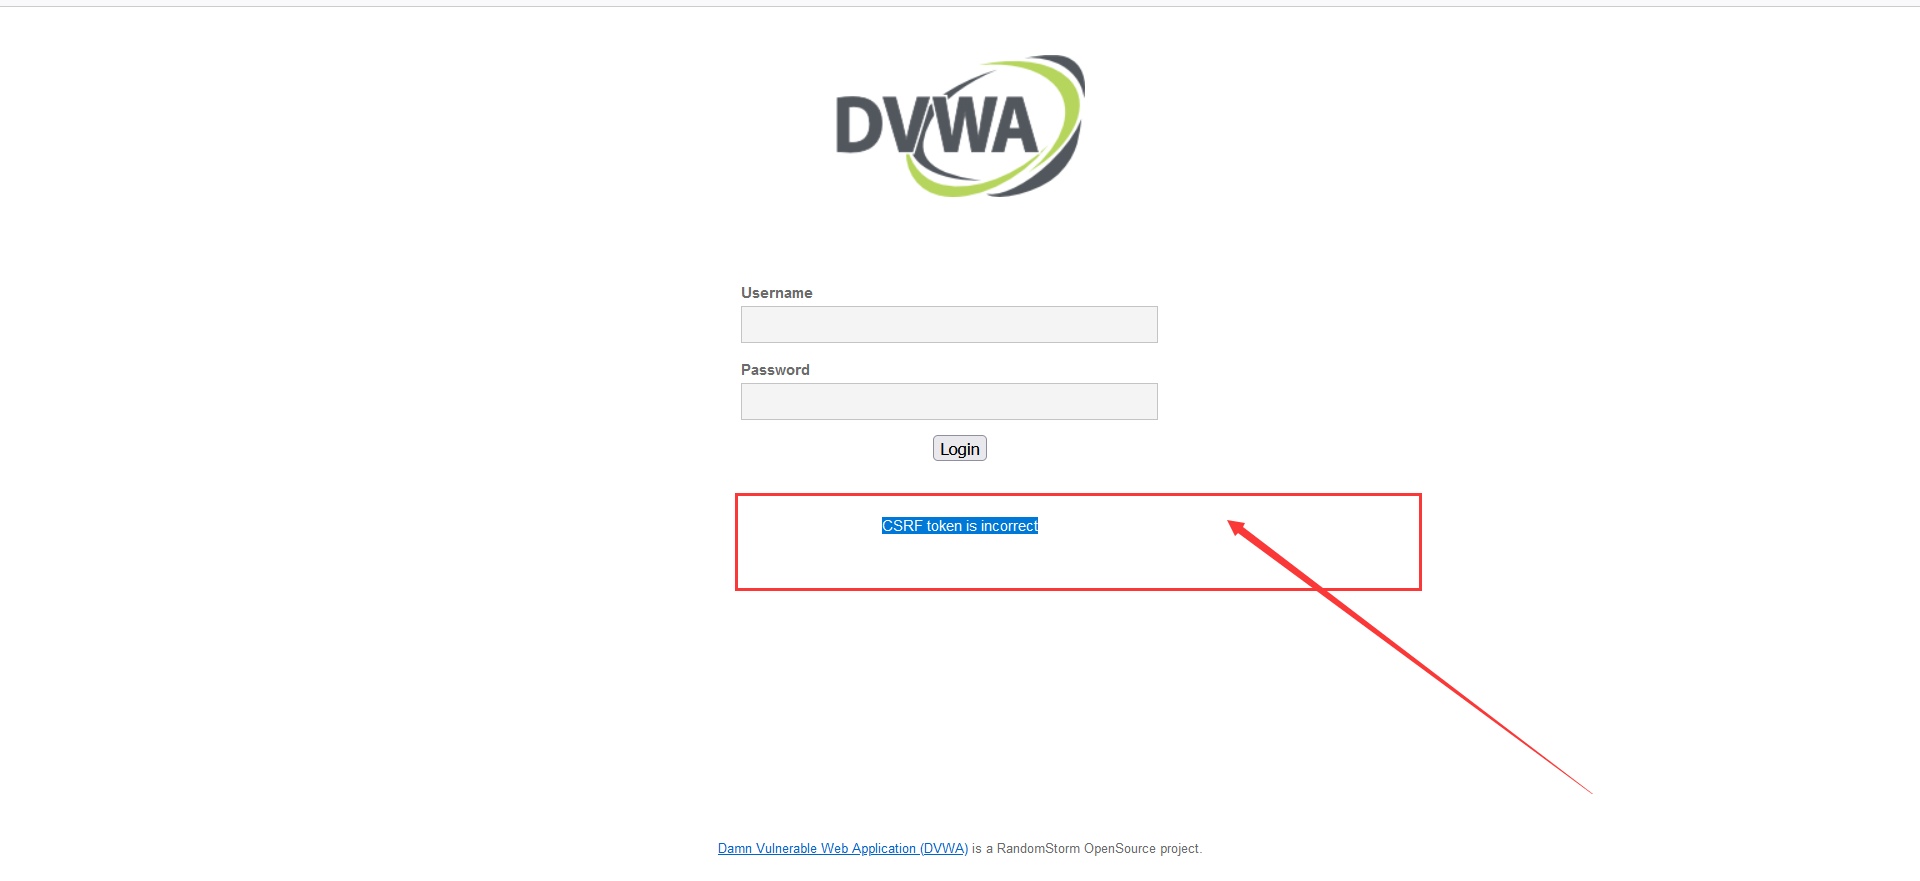 DVWA
Username
Password
Login
CSRF token is incorrect
Damn Vulnerable Web Application (DVWA) is a RandomStorm OpenSource project.